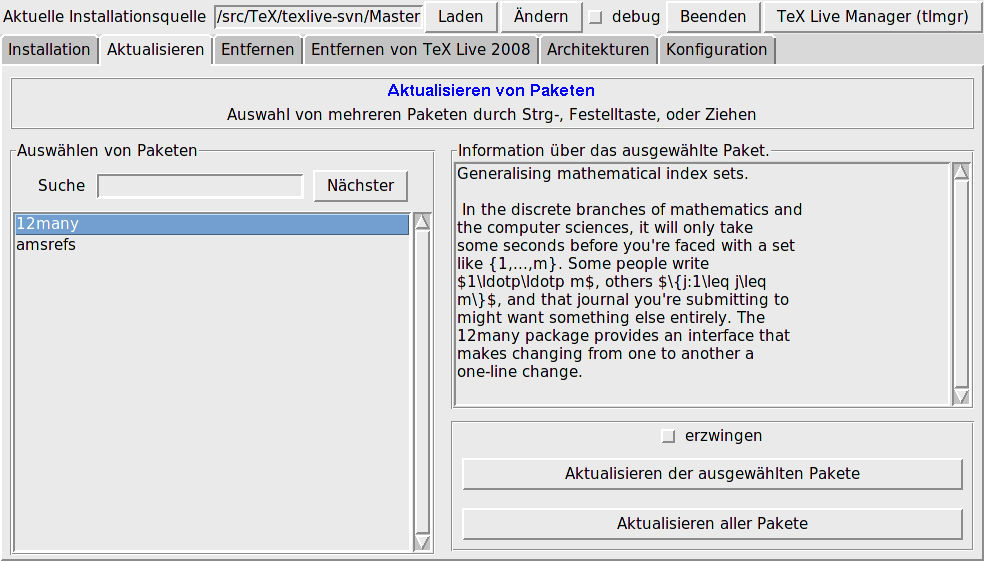 Aktuelle Installationsquelle /src/TeX/texlive-svn/Master Laden Ändern debug Beenden TeX Live Manager (tlmgr)
Installation Aktualisieren Entfernen Entfernen von TeX Live 2008 Architekturen Konfiguration
Aktualisieren von Paketen
Auswahl von mehreren Paketen durch Strg-, Festelltaste, oder Ziehen
Auswählen von Paketen
Suche Nächster
12many
amsrefs
Information über das ausgewählte Paket.
Generalising mathematical index sets.
In the discrete branches of mathematics and
the computer sciences, it will only take
some seconds before you're faced with a set
like {1,...,m}. Some people write
$1\ldotp\ldotp m$, others $\{j:1\leq j\leq
m\}$, and that journal you're submitting to
might want something else entirely. The
12many package provides an interface that
makes changing from one to another a
one-line change.
erzwingen
Aktualisieren der ausgewählten Pakete
Aktualisieren aller Pakete